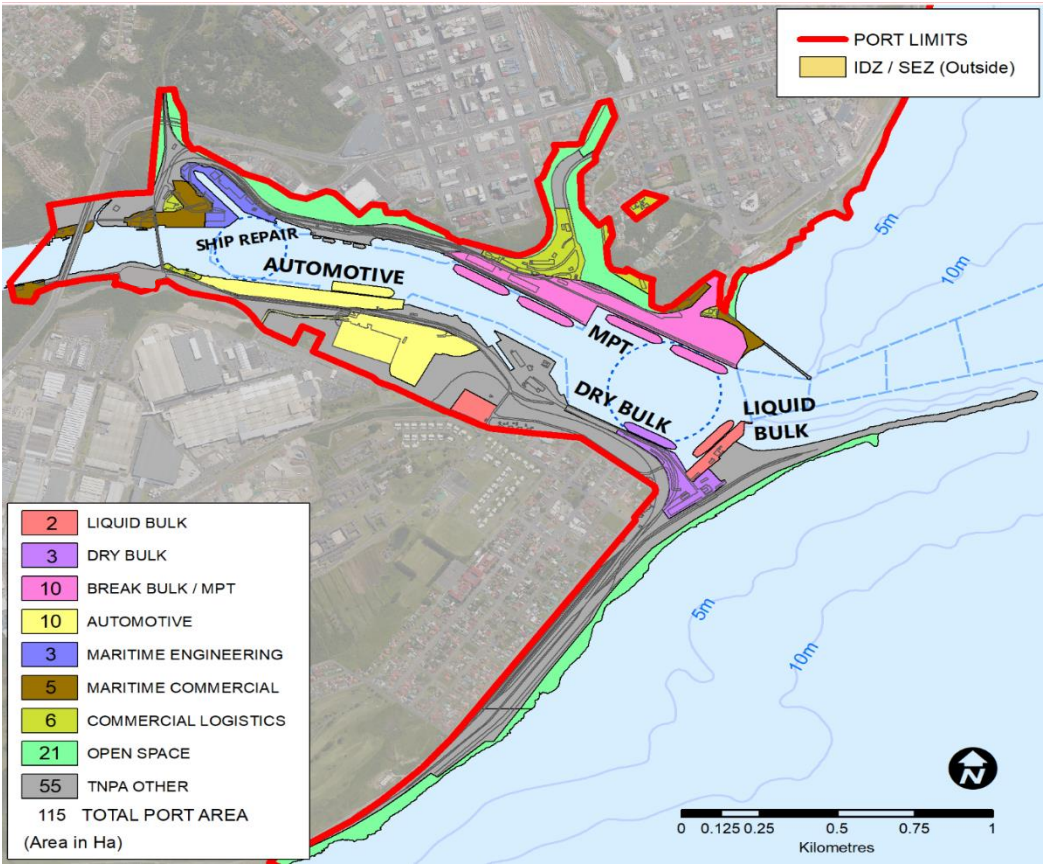 PORT LIMITS
IDZ / SEZ (Outside)
5m
10m
SHIP REPAIR
AUTOMOTIVE
MPT
DRY BULK
LIQUID
BULK
5m
10m
2 LIQUID BULK
3 DRY BULK
10 BREAK BULK / MPT
10 AUTOMOTIVE
3 MARITIME ENGINEERING
5 MARITIME COMMERCIAL
6 COMMERCIAL LOGISTICS
21 OPEN SPACE
55 TNPA OTHER
115 TOTAL PORT AREA
(Area in Ha)
N
0 0.125 0.25 0.5 0.75 1
Kilometres